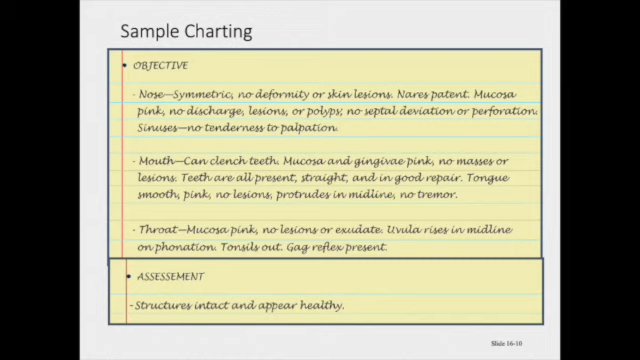 Sample Charting
• OBJECTIVE
- Nose—Symmetric, no deformity or skin lesions. Nares patent. Mucosa
pink, no discharge, lesions, or polyps; no septal deviation or perforation.
Sinuses—no tenderness to palpation.
- Mouth—Can clench teeth. Mucosa and gingivae pink, no masses or
lesions. Teeth are all present, straight, and in good repair. Tongue
smooth, pink, no lesions, protrudes in midline, no tremor.
- Throat—Mucosa pink, no lesions or exudate. Uvula rises in midline
on phonation. Tonsils out. Gag reflex present.
• ASSESSEMENT
-Structures intact and appear healthy.
Slide 16-10